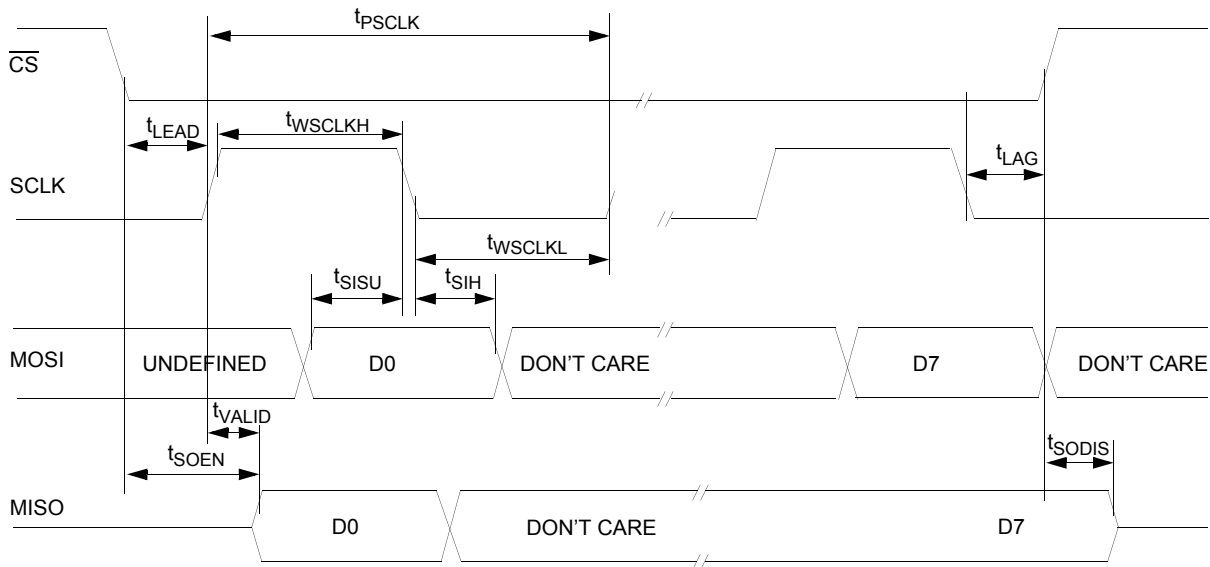 tPSCLK
CS
tLEAD
tWSCLKH
tLAG
SCLK
tWSCLKL
tSISU
tSIH
MOSI
UNDEFINED
D0
DON'T CARE
D7
DON'T CARE
tVALID
tSOEN
tSODIS
MISO
D0
DON'T CARE
D7